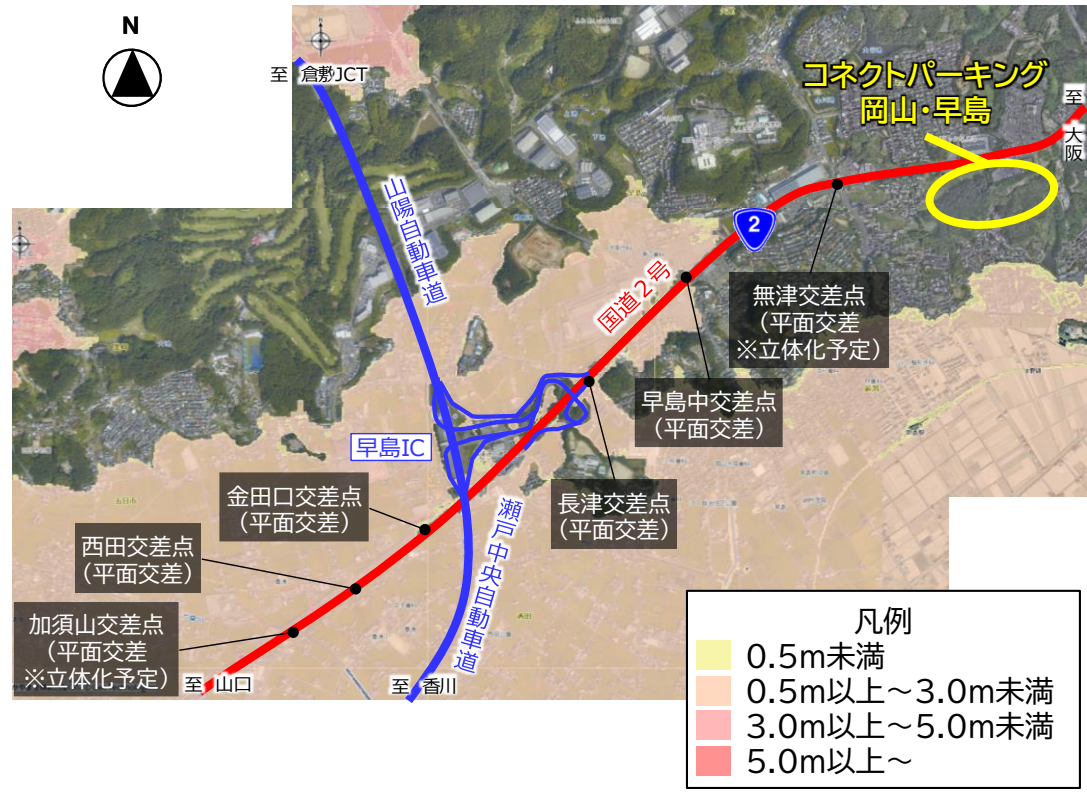 N
至 倉敷JCT
コネクトパーキング
岡山・早島
至 大阪
山陽自動車道
2
国道2号
無津交差点
(平面交差
※立体化予定)
早島中交差点
(平面交差)
早島IC
金田口交差点
(平面交差)
長津交差点
(平面交差)
瀬戸中央自動車道
西田交差点
(平面交差)
加須山交差点
(平面交差
※立体化予定)
至 山口
至 香川
凡例
0.5m未満
0.5m以上～3.0m未満
3.0m以上～5.0m未満
5.0m以上～